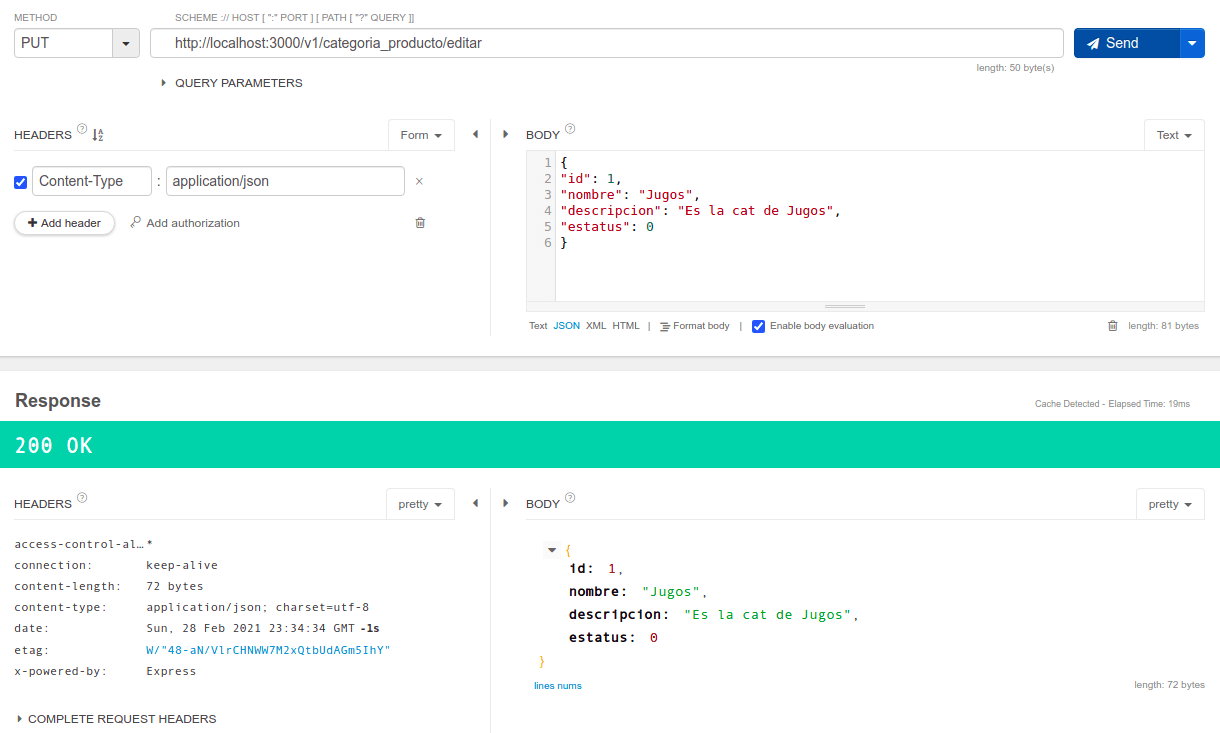 METHOD
SCHEME :// HOST [ ":" PORT ] [ PATH [ "?" QUERY ]]
PUT
http://localhost:3000/v1/categoria_producto/editar
Send
length: 50 byte(s)
QUERY PARAMETERS
HEADERS ?
Form
Content-Type : application/json ×
+ Add header
Add authorization
BODY ?
Text
1 {
2 "id": 1,
3 "nombre": "Jugos",
4 "descripcion": "Es la cat de Jugos",
5 "estatus": 0
6 }
Text JSON XML HTML | Format body | Enable body evaluation
length: 81 bytes
Response
Cache Detected - Elapsed Time: 19ms
200 OK
HEADERS ?
pretty
access-control-al… *
connection: keep-alive
content-length: 72 bytes
content-type: application/json; charset=utf-8
date: Sun, 28 Feb 2021 23:34:34 GMT -1s
etag: W/"48-aN/VlrCHNWW7M2xQtbUdAGm5IhY"
x-powered-by: Express
COMPLETE REQUEST HEADERS
BODY ?
pretty
{
id: 1,
nombre: "Jugos",
descripcion: "Es la cat de Jugos",
estatus: 0
}
lines nums
length: 72 bytes